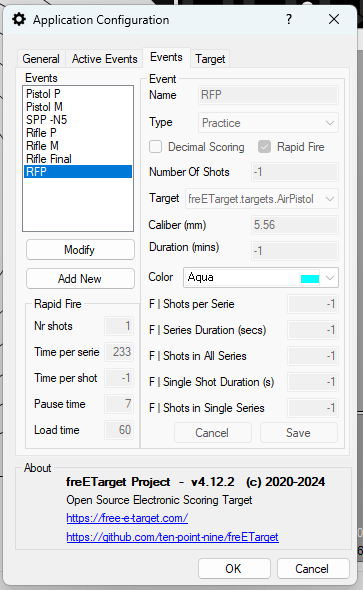 Application Configuration
?
General
Active Events
Events
Target
Events
Pistol P
Pistol M
SPP -N5
Rifle P
Rifle M
Rifle Final
RFP
Modify
Add New
Rapid Fire
Nr shots 1
Time per serie 233
Time per shot -1
Pause time 7
Load time 60
Event
Name RFP
Type Practice
Decimal Scoring Rapid Fire
Number Of Shots -1
Target freETarget.targets.AirPistol
Caliber (mm) 5.56
Duration (mins) -1
Color Aqua
F | Shots per Serie -1
F | Series Duration (secs) -1
F | Shots in All Series -1
F | Single Shot Duration (s) -1
F | Shots in Single Series -1
Cancel Save
About
freETarget Project - v4.12.2 (c) 2020-2024
Open Source Electronic Scoring Target
https://free-e-target.com/
https://github.com/ten-point-nine/freETarget
OK Cancel